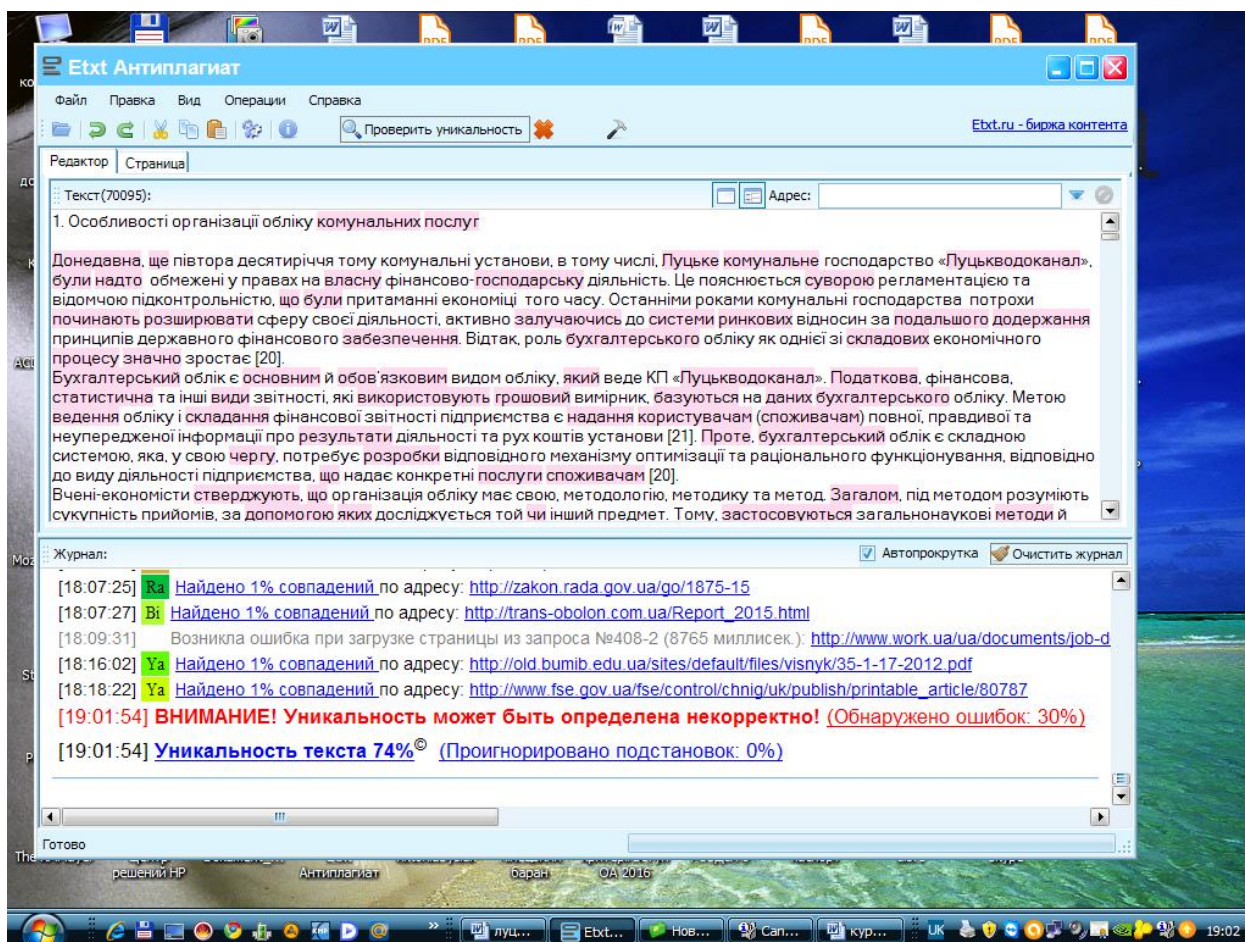 Etxt Антиплагиат
Файл Правка Вид Операции Справка
Проверить уникальность
Etxt.ru - биржа контента
Редактор Страница
Текст(70095):
Адрес:
1. Особливості організації обліку комунальних послуг
Донедавна, ще півтора десятиріччя тому комунальні установи, в тому числі, Луцьке комунальне господарство «Луцькводоканал»,
були надто обмежені у правах на власну фінансово-господарську діяльність. Це пояснюється суворою регламентацією та
відомчою підконтрольністю, що були притаманні економіці того часу. Останніми роками комунальні господарства потрохи
починають розширювати сферу своєї діяльності, активно залучаючись до системи ринкових відносин за подальшого додержання
принципів державного фінансового забезпечення. Відтак, роль бухгалтерського обліку як однієї зі складових економічного
процесу значно зростає [20].
Бухгалтерський облік є основним й обов'язковим видом обліку, який веде КП «Луцькводоканал». Податкова, фінансова,
статистична та інші види звітності, які використовують грошовий вимірник, базуються на даних бухгалтерського обліку. Метою
ведення обліку і складання фінансової звітності підприємства є надання користувачам (споживачам) повної, правдивої та
неупередженої інформації про результати діяльності та рух коштів установи [21]. Проте, бухгалтерський облік є складною
системою, яка, у свою чергу, потребує розробки відповідного механізму оптимізації та раціонального функціонування, відповідно
до виду діяльності підприємства, що надає конкретні послуги споживачам [20].
Вчені-економісти стверджують, що організація обліку має свою, методологію, методику та метод. Загалом, під методом розуміють
сукупність прийомів, за допомогою яких досліджується той чи інший предмет. Тому, застосовуються загальнонаукові методи й
Журнал:
Автопрокрутка Очистить журнал
[18:07:25] Ra Найдено 1% совпадений по адресу: http://zakon.rada.gov.ua/go/1875-15
[18:07:27] Bi Найдено 1% совпадений по адресу: http://trans-obolon.com.ua/Report_2015.html
[18:09:31] Возникла ошибка при загрузке страницы из запроса №408-2 (8765 миллисек.): http://www.work.ua/ua/documents/job-d
[18:16:02] Ya Найдено 1% совпадений по адресу: http://old.bumib.edu.ua/sites/default/files/visnyk/35-1-17-2012.pdf
[18:18:22] Ya Найдено 1% совпадений по адресу: http://www.fse.gov.ua/fse/control/chnig/uk/publish/printable_article/80787
[19:01:54] ВНИМАНИЕ! Уникальность может быть определена некорректно! (Обнаружено ошибок: 30%)
[19:01:54] Уникальность текста 74%© (Проигнорировано подстановок: 0%)
Готово
решений HP Антиплагиат баран ОА 2016
луц... Etxt... Нов... Сап... кур... UK 19:02